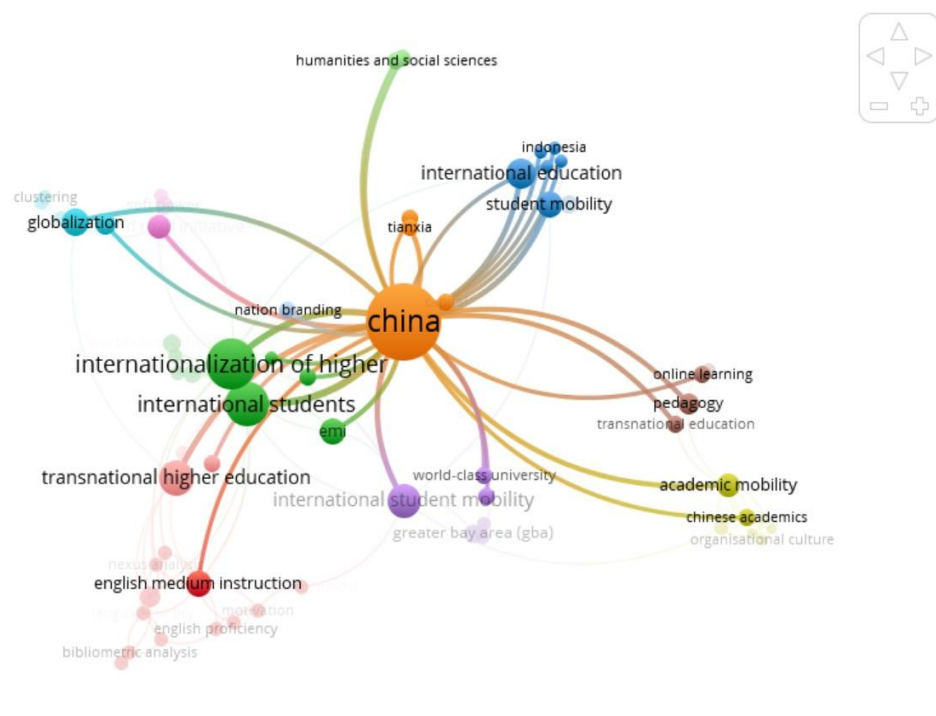 humanities and social sciences
indonesia
international education
student mobility
clustering
globalization
tianxia
nation branding
china
internationalization of higher
international students
emi
online learning
pedagogy
transnational education
transnational higher education
world-class university
international student mobility
academic mobility
chinese academics
greater bay area (gba)
organisational culture
english medium instruction
motivation
english proficiency
bibliometric analysis